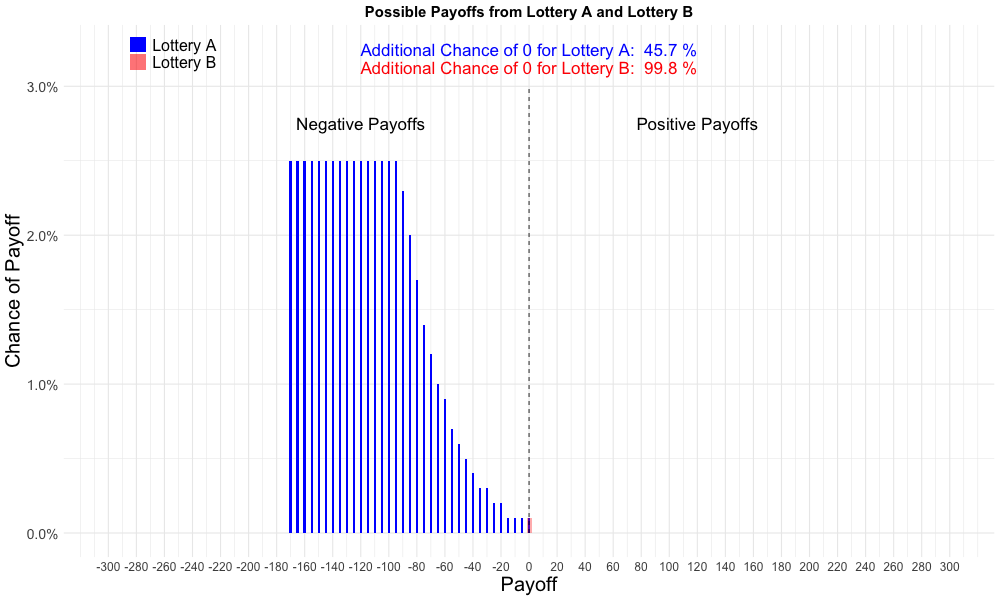 Possible Payoffs from Lottery A and Lottery B
Lottery A
Lottery B
Additional Chance of 0 for Lottery A: 45.7 %
Additional Chance of 0 for Lottery B: 99.8 %
Negative Payoffs
Positive Payoffs
Chance of Payoff
3.0%
2.0%
1.0%
0.0%
-300 -280 -260 -240 -220 -200 -180 -160 -140 -120 -100 -80 -60 -40 -20 0 20 40 60 80 100 120 140 160 180 200 220 240 260 280 300
Payoff